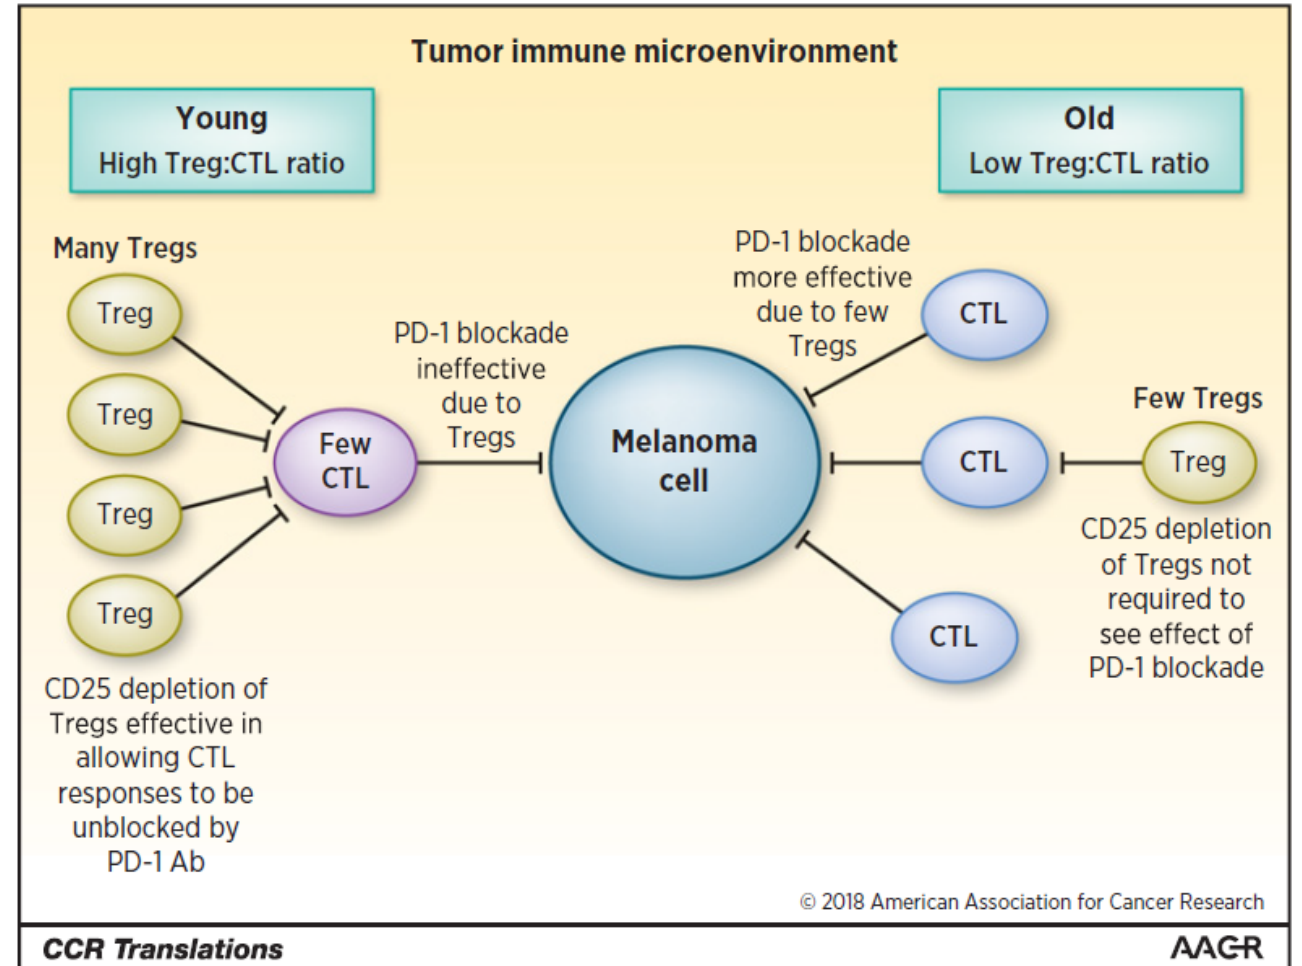 Tumor immune microenvironment
Young
High Treg:CTL ratio
Old
Low Treg:CTL ratio
Many Tregs
Treg
Treg
Treg
Treg
CD25 depletion of
Tregs effective in
allowing CTL
responses to be
unblocked by
PD-1 Ab
Few
CTL
PD-1 blockade
ineffective
due to
Tregs
Melanoma
cell
PD-1 blockade
more effective
due to few
Tregs
CTL
CTL
CTL
Few Tregs
Treg
CD25 depletion
of Tregs not
required to
see effect of
PD-1 blockade
© 2018 American Association for Cancer Research
CCR Translations
AACR